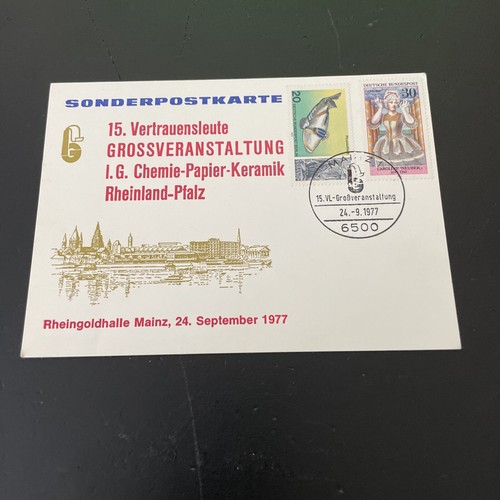 SONDERPOSTKARTE
15. Vertrauensleute
GROSSVERANSTALTUNG
I.G. Chemie-Papier-Keramik
Rheinland-Pfalz
20
DEUTSCHE BUNDESPOST
30
MAINZ
15. VL-Großveranstaltung
24.-9.1977
6500
Rheingoldhalle Mainz, 24. September 1977